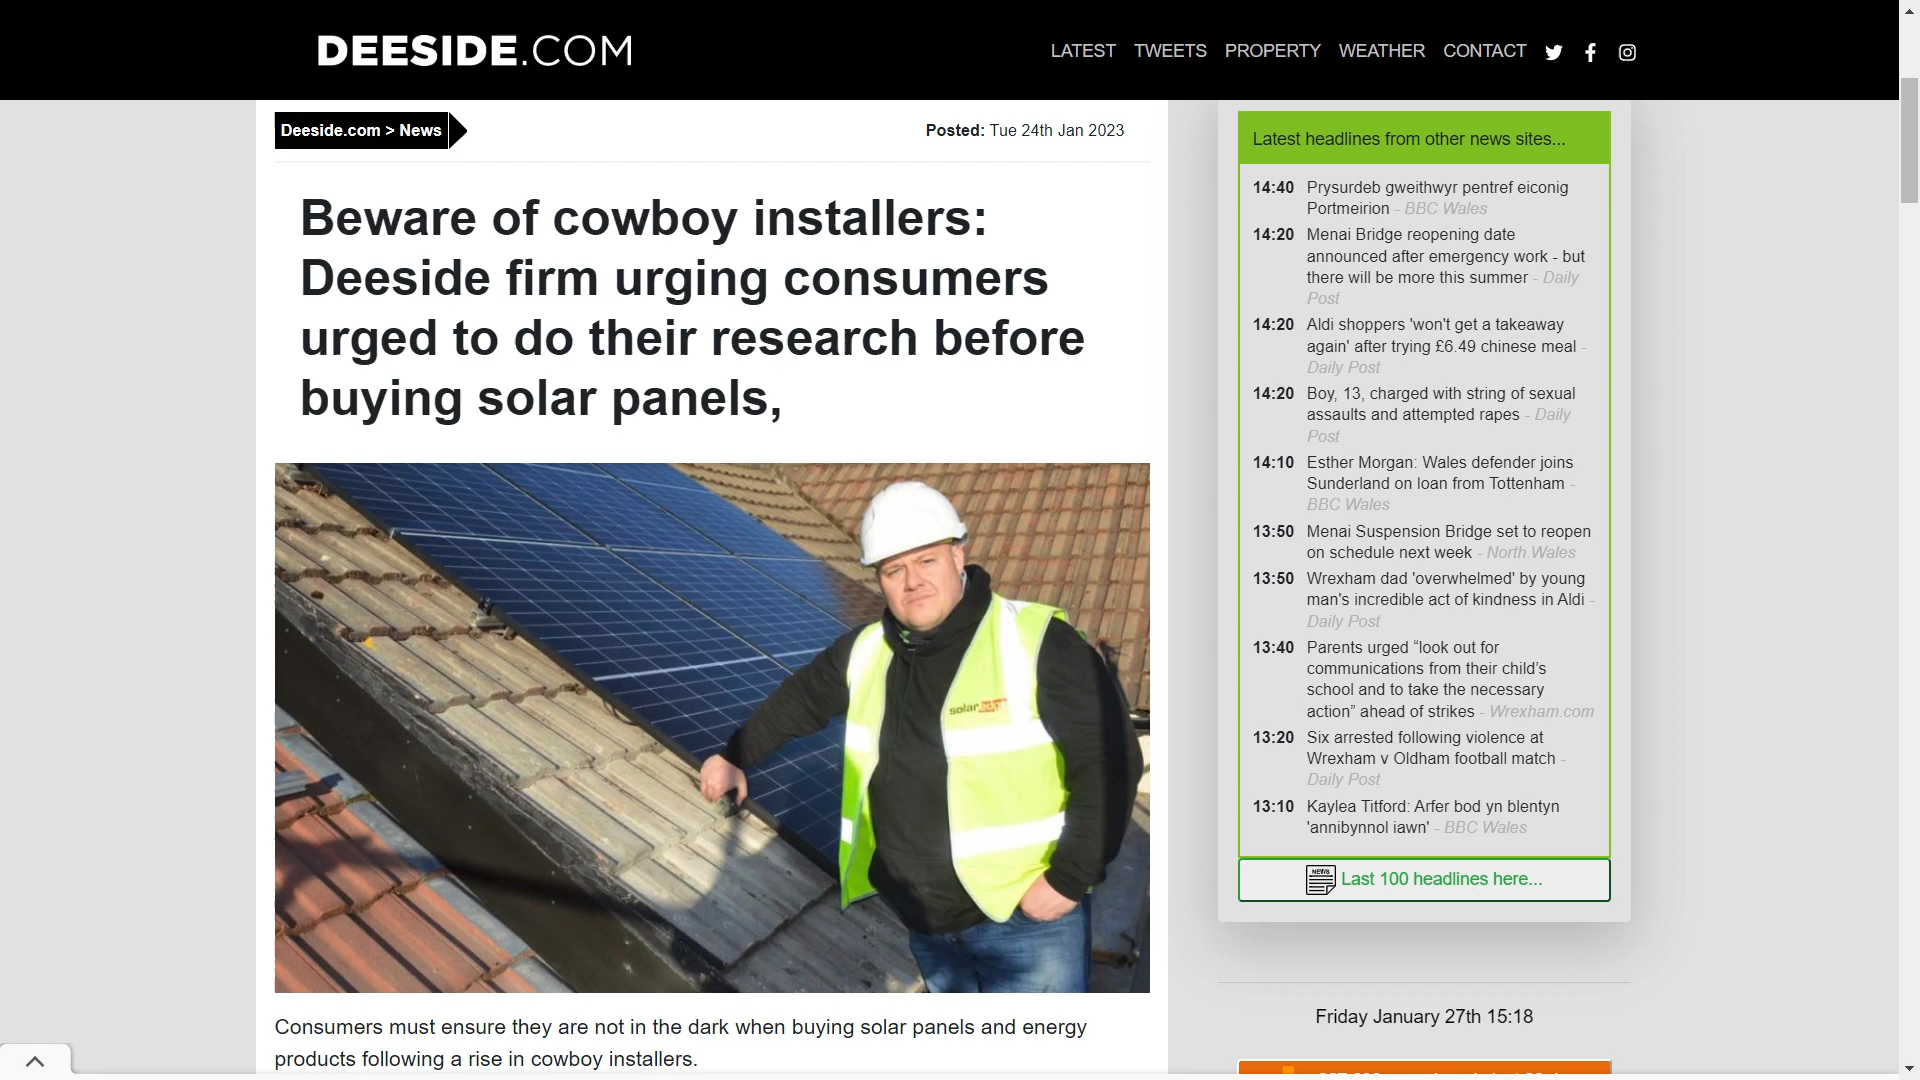 DEESIDE.COM
LATEST TWEETS PROPERTY WEATHER CONTACT
Deeside.com > News
Posted: Tue 24th Jan 2023
Beware of cowboy installers:
Deeside firm urging consumers
urged to do their research before
buying solar panels,
solaredge
Consumers must ensure they are not in the dark when buying solar panels and energy
products following a rise in cowboy installers.
Latest headlines from other news sites...
14:40 Prysurdeb gweithwyr pentref eiconig
Portmeirion - BBC Wales
14:20 Menai Bridge reopening date
announced after emergency work - but
there will be more this summer - Daily
Post
14:20 Aldi shoppers 'won't get a takeaway
again' after trying £6.49 chinese meal -
Daily Post
14:20 Boy, 13, charged with string of sexual
assaults and attempted rapes - Daily
Post
14:10 Esther Morgan: Wales defender joins
Sunderland on loan from Tottenham -
BBC Wales
13:50 Menai Suspension Bridge set to reopen
on schedule next week - North.Wales
13:50 Wrexham dad 'overwhelmed' by young
man's incredible act of kindness in Aldi -
Daily Post
13:40 Parents urged “look out for
communications from their child’s
school and to take the necessary
action” ahead of strikes - Wrexham.com
13:20 Six arrested following violence at
Wrexham v Oldham football match -
Daily Post
13:10 Kaylea Titford: Arfer bod yn blentyn
'annibynnol iawn' - BBC Wales
NEWS Last 100 headlines here...
Friday January 27th 15:18